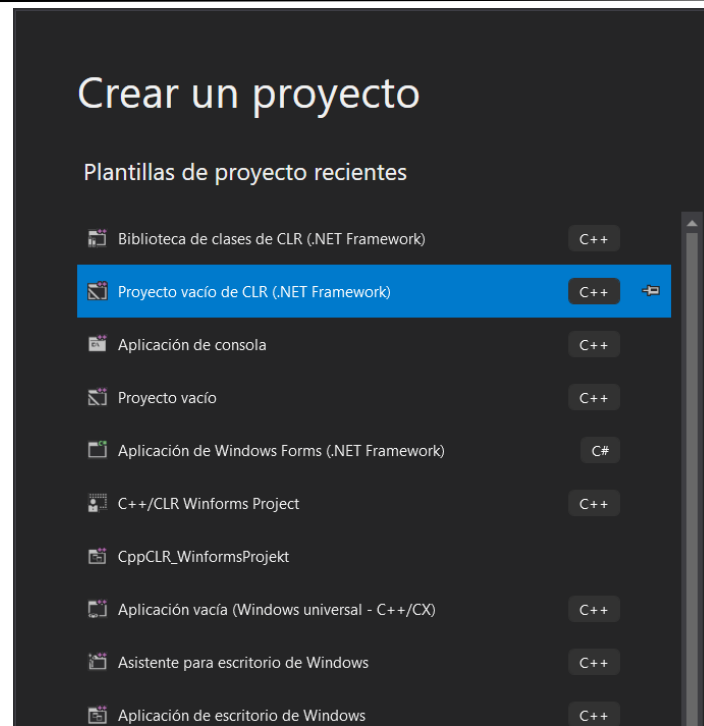 Crear un proyecto
Plantillas de proyecto recientes
Biblioteca de clases de CLR (.NET Framework) C++
Proyecto vacío de CLR (.NET Framework) C++
Aplicación de consola C++
Proyecto vacío C++
Aplicación de Windows Forms (.NET Framework) C#
C++/CLR Winforms Project C++
CppCLR_WinformsProjekt
Aplicación vacía (Windows universal - C++/CX) C++
Asistente para escritorio de Windows C++
Aplicación de escritorio de Windows C++